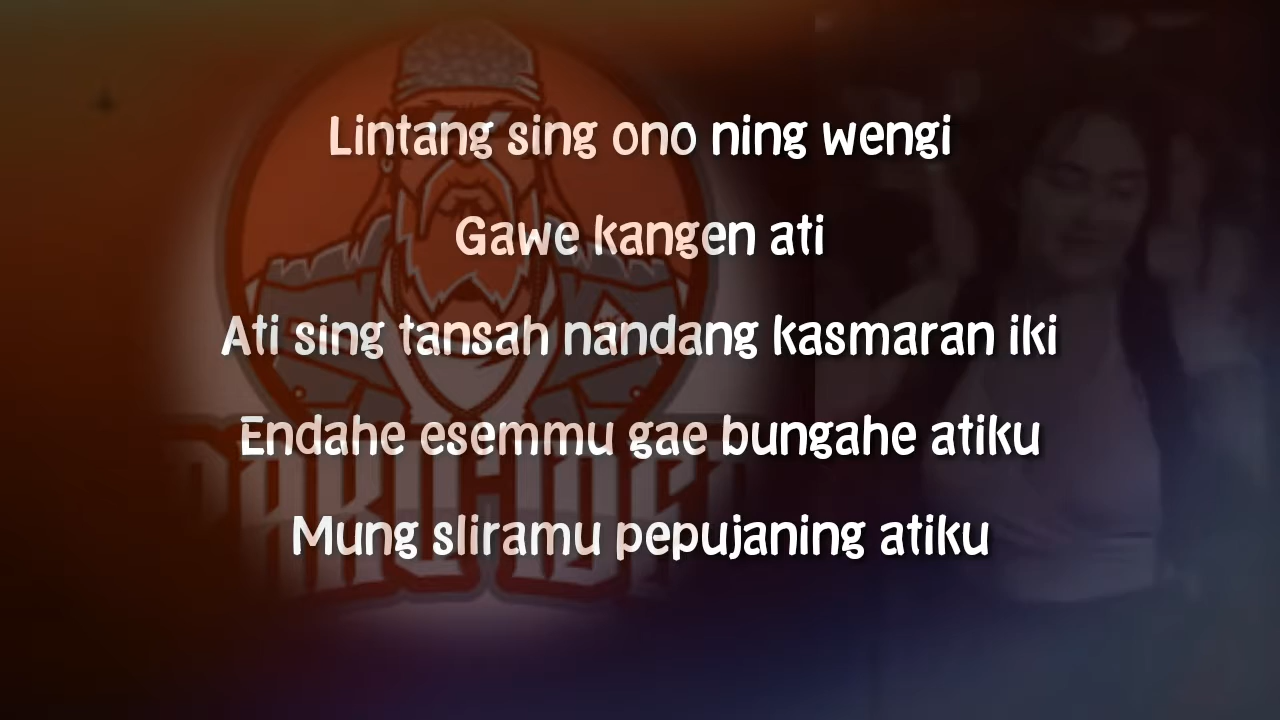 Lintang sing ono ning wengi
Gawe kangen ati
Ati sing tansah nandang kasmaran iki
Endahe esemmu gae bungahe atiku
Mung sliramu pepujaning atiku